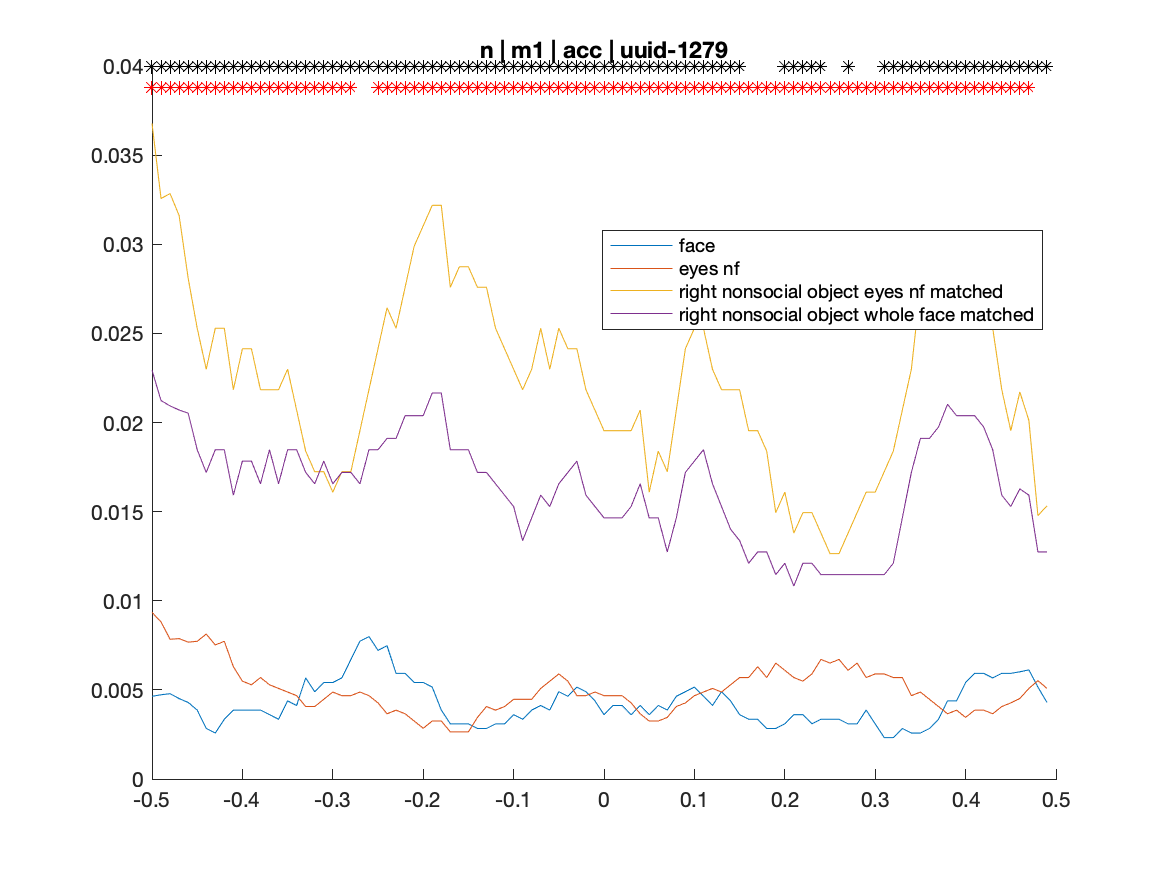 n | m1 | acc | uuid-1279
0.04
0.035
0.03
0.025
0.02
0.015
0.01
0.005
0
face
eyes nf
right nonsocial object eyes nf matched
right nonsocial object whole face matched
-0.5 -0.4 -0.3 -0.2 -0.1 0 0.1 0.2 0.3 0.4 0.5